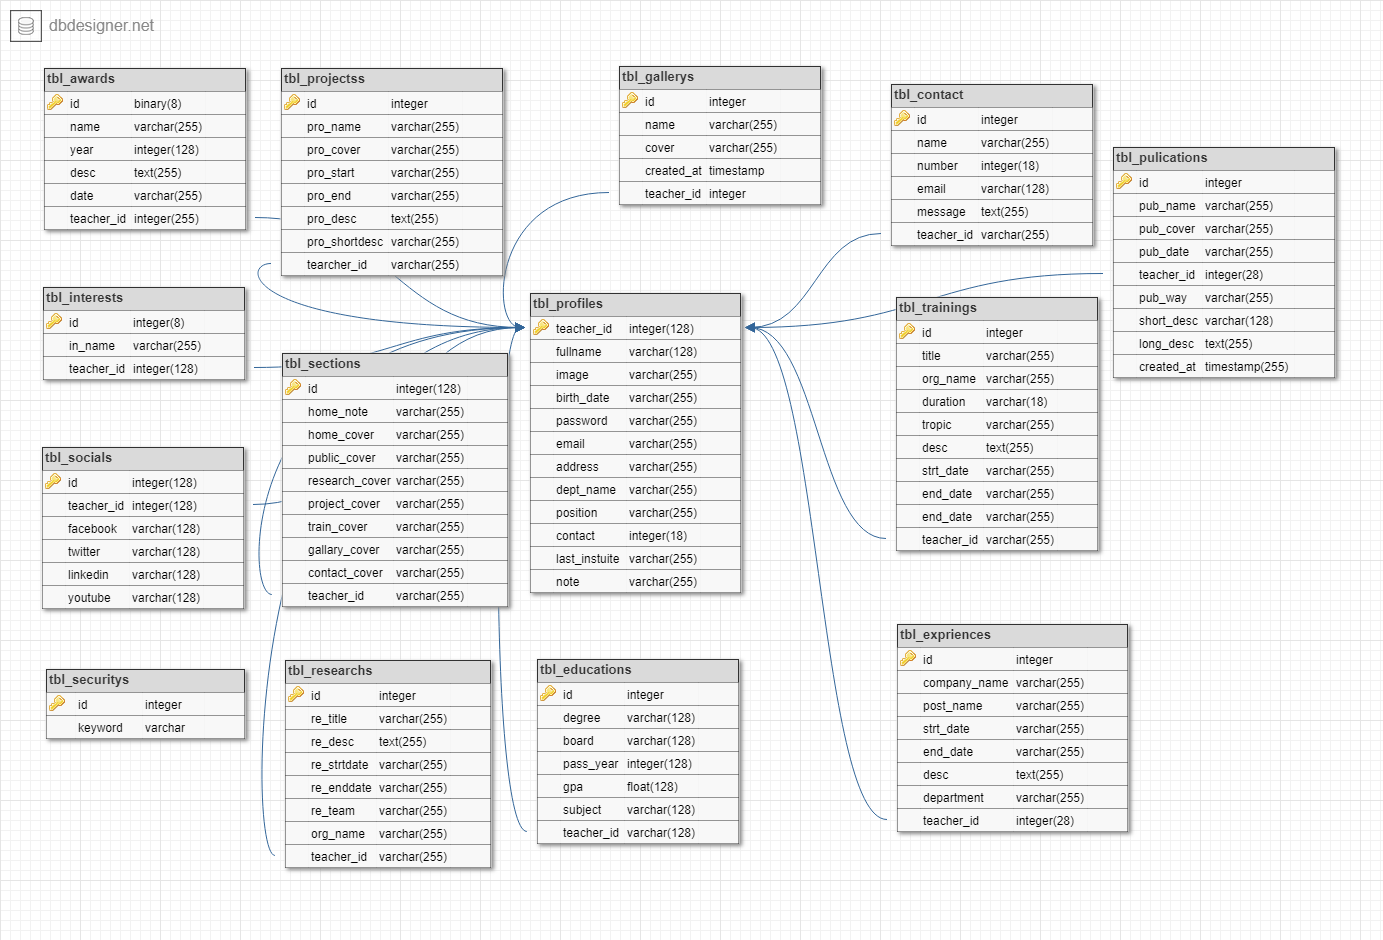 dbdesigner.net
tbl_awards
id binary(8)
name varchar(255)
year integer(128)
desc text(255)
date varchar(255)
teacher_id integer(255)
tbl_projectss
id integer
pro_name varchar(255)
pro_cover varchar(255)
pro_start varchar(255)
pro_end varchar(255)
pro_desc text(255)
pro_shortdesc varchar(255)
tearcher_id varchar(255)
tbl_gallerys
id integer
name varchar(255)
cover varchar(255)
created_at timestamp
teacher_id integer
tbl_contact
id integer
name varchar(255)
number integer(18)
email varchar(128)
message text(255)
teacher_id varchar(255)
tbl_pulications
id integer
pub_name varchar(255)
pub_cover varchar(255)
pub_date varchar(255)
teacher_id integer(28)
pub_way varchar(255)
short_desc varchar(128)
long_desc text(255)
created_at timestamp(255)
tbl_interests
id integer(8)
in_name varchar(255)
teacher_id integer(128)
tbl_sections
id integer(128)
home_note varchar(255)
home_cover varchar(255)
public_cover varchar(255)
research_cover varchar(255)
project_cover varchar(255)
train_cover varchar(255)
gallary_cover varchar(255)
contact_cover varchar(255)
teacher_id varchar(255)
tbl_profiles
teacher_id integer(128)
fullname varchar(128)
image varchar(255)
birth_date varchar(255)
password varchar(255)
email varchar(255)
address varchar(255)
dept_name varchar(255)
position varchar(255)
contact integer(18)
last_instuite varchar(255)
note varchar(255)
tbl_trainings
id integer
title varchar(255)
org_name varchar(255)
duration varchar(18)
tropic varchar(255)
desc text(255)
strt_date varchar(255)
end_date varchar(255)
end_date varchar(255)
teacher_id varchar(255)
tbl_socials
id integer(128)
teacher_id integer(128)
facebook varchar(128)
twitter varchar(128)
linkedin varchar(128)
youtube varchar(128)
tbl_securitys
id integer
keyword varchar
tbl_researchs
id integer
re_title varchar(255)
re_desc text(255)
re_strtdate varchar(255)
re_enddate varchar(255)
re_team varchar(255)
org_name varchar(255)
teacher_id varchar(255)
tbl_educations
id integer
degree varchar(128)
board varchar(128)
pass_year integer(128)
gpa float(128)
subject varchar(128)
teacher_id varchar(128)
tbl_expriences
id integer
company_name varchar(255)
post_name varchar(255)
strt_date varchar(255)
end_date varchar(255)
desc text(255)
department varchar(255)
teacher_id integer(28)